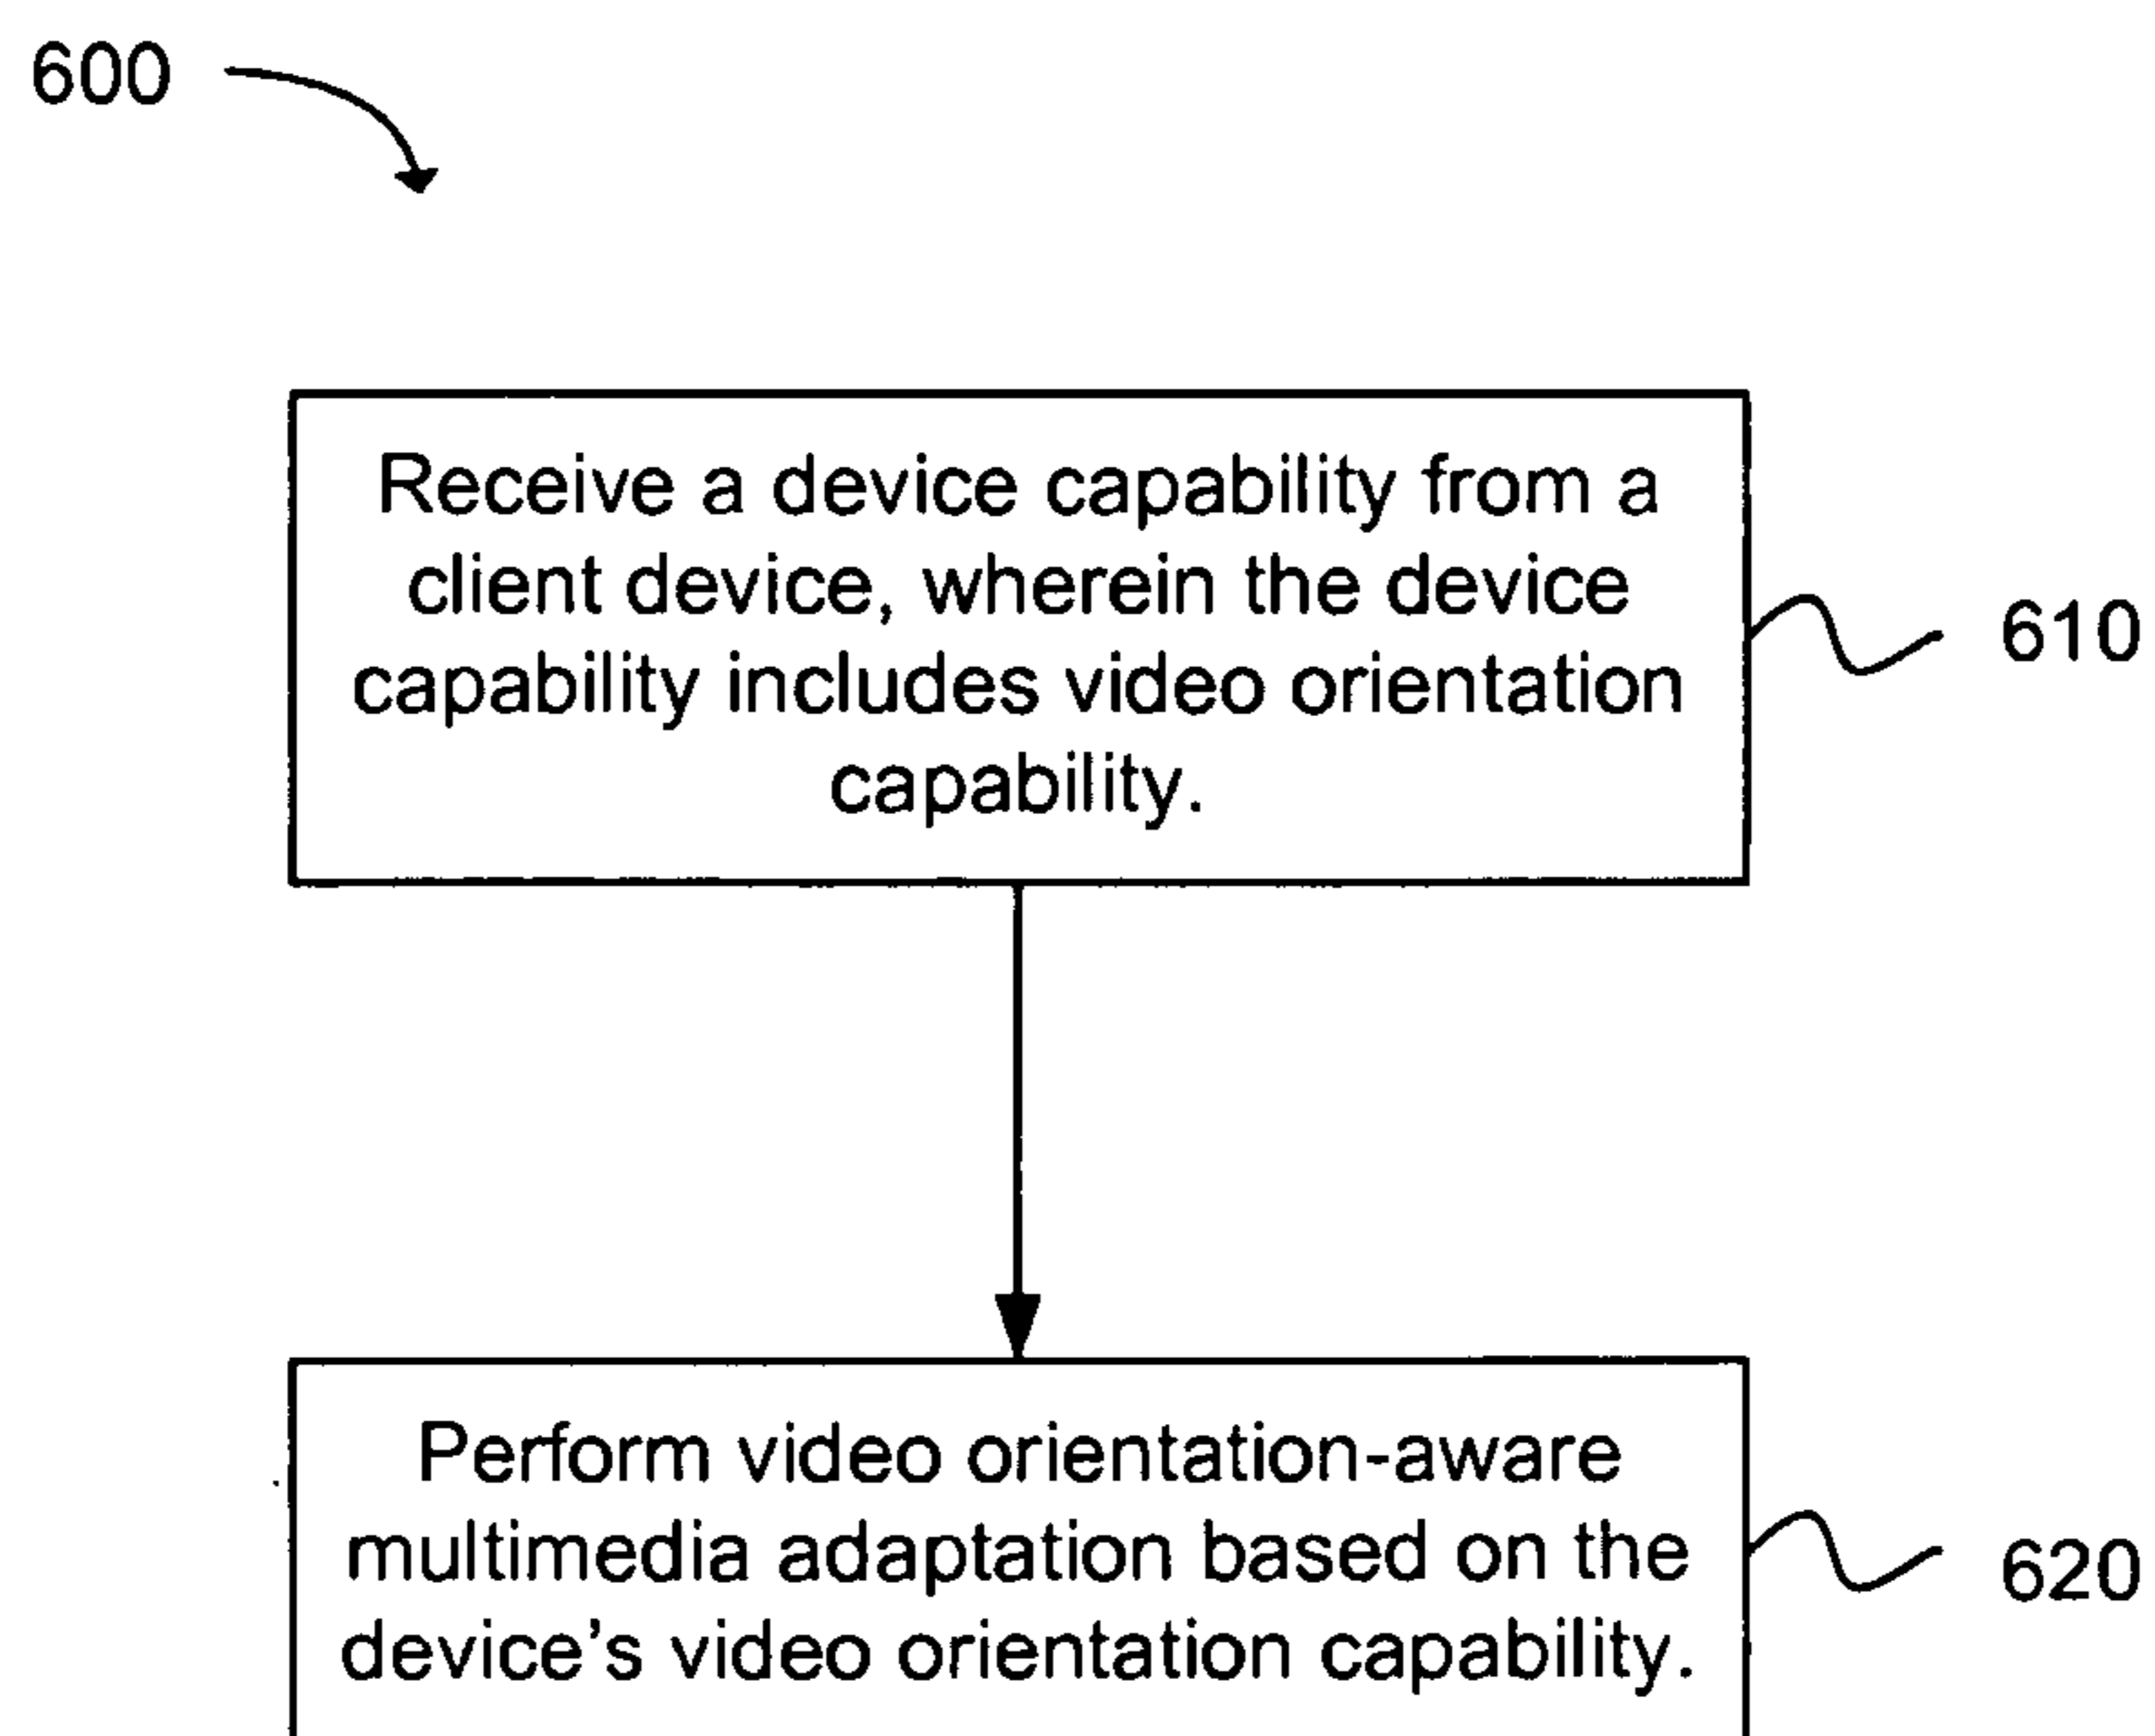 600
Receive a device capability from a
client device, wherein the device
capability includes video orientation
capability.
610
Perform video orientation-aware
multimedia adaptation based on the
device's video orientation capability.
620